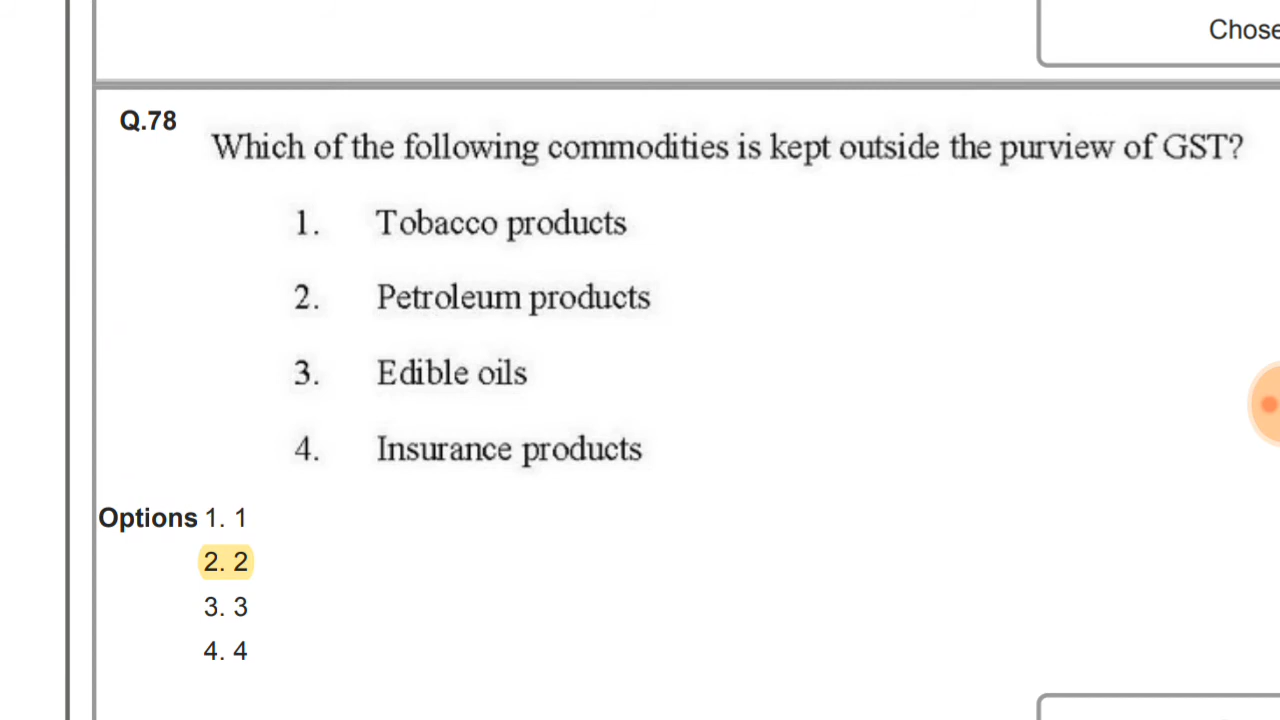 Chose
Q.78
Which of the following commodities is kept outside the purview of GST?
1. Tobacco products
2. Petroleum products
3. Edible oils
4. Insurance products
Options 1. 1
2. 2
3. 3
4. 4